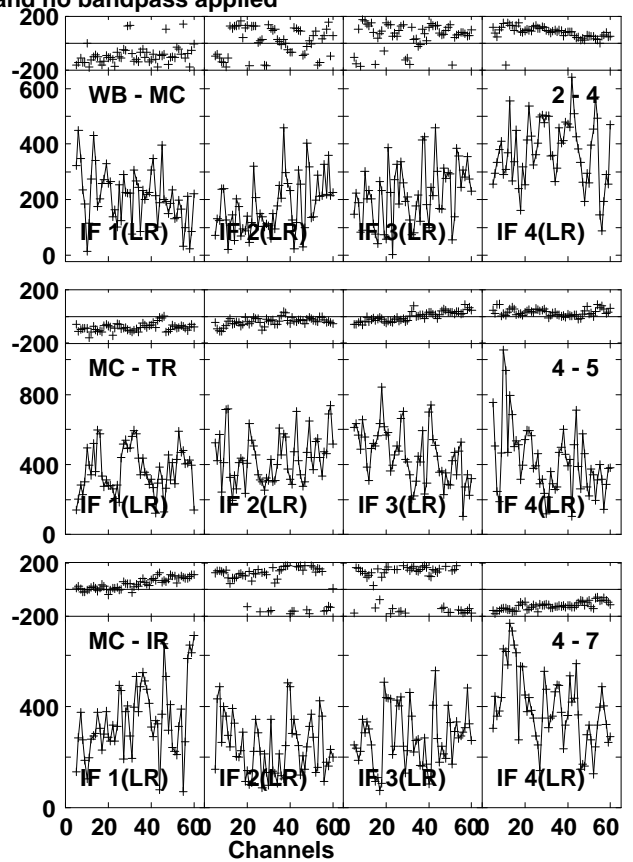 and no bandpass applied
200
-200
600
WB - MC 2 - 4
400
200
IF 1(LR) IF 2(LR) IF 3(LR) IF 4(LR)
0
200
-200
MC - TR 4 - 5
800
400
IF 1(LR) IF 2(LR) IF 3(LR) IF 4(LR)
0
200
-200
MC - IR 4 - 7
400
IF 1(LR) IF 2(LR) IF 3(LR) IF 4(LR)
0
0 20 40 60 0 20 40 60 0 20 40 60 0 20 40 60
Channels